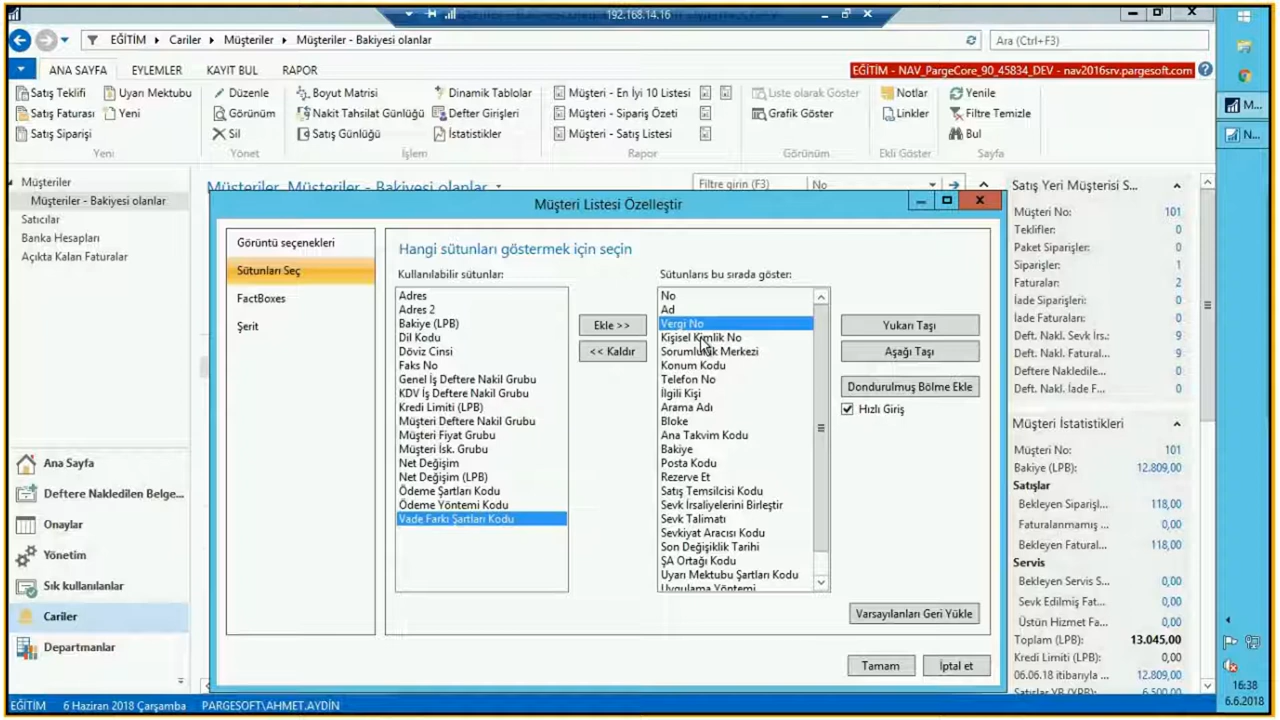 192.168.14.16
EĞİTİM Cariler Müşteriler Müşteriler - Bakiyesi olanlar
Ara (Ctrl+F3)
ANA SAYFA EYLEMLER KAYIT BUL RAPOR
EĞİTİM - NAV_PargeCore_90_45834_DEV - nav2016srv.pargesoft.com
Satış Teklifi Uyarı Mektubu
Satış Faturası Yeni
Satış Siparişi
Yeni
Düzenle
Görünüm
Sil
Yönet
Boyut Matrisi Dinamik Tablolar
Nakit Tahsilat Günlüğü Defter Girişleri
Satış Günlüğü İstatistikler
İşlem
Müşteri - En İyi 10 Listesi
Müşteri - Sipariş Özeti
Müşteri - Satış Listesi
Rapor
Liste olarak Göster
Grafik Göster
Görünüm
Notlar
Linkler
Ekli Göster
Yenile
Filtre Temizle
Bul
Sayfa
M...
N...
Müşteriler
Müşteriler - Bakiyesi olanlar
Satıcılar
Banka Hesapları
Açıkta Kalan Faturalar
Müşteriler, Müşteriler - Bakiyesi olanlar
Filtre girin (F3) No
Müşteri Listesi Özelleştir
Görüntü seçenekleri
Sütunları Seç
FactBoxes
Şerit
Hangi sütunları göstermek için seçin
Kullanılabilir sütunlar:
Adres
Adres 2
Bakiye (LPB)
Dil Kodu
Döviz Cinsi
Faks No
Genel İş Deftere Nakil Grubu
KDV İş Deftere Nakil Grubu
Kredi Limiti (LPB)
Müşteri Deftere Nakil Grubu
Müşteri Fiyat Grubu
Müşteri İsk. Grubu
Net Değişim
Net Değişim (LPB)
Ödeme Şartları Kodu
Ödeme Yöntemi Kodu
Vade Farkı Şartları Kodu
Ekle >>
<< Kaldır
Sütunlarıs bu sırada göster:
No
Ad
Vergi No
Kişisel Kimlik No
Sorumluluk Merkezi
Konum Kodu
Telefon No
İlgili Kişi
Arama Adı
Bloke
Ana Takvim Kodu
Bakiye
Posta Kodu
Rezerve Et
Satış Temsilcisi Kodu
Sevk İrsaliyelerini Birleştir
Sevk Talimatı
Sevkiyat Aracısı Kodu
Son Değişiklik Tarihi
ŞA Ortağı Kodu
Uyarı Mektubu Şartları Kodu
Uygulama Yöntemi
Yukarı Taşı
Aşağı Taşı
Dondurulmuş Bölme Ekle
Hızlı Giriş
Varsayılanları Geri Yükle
Tamam
İptal et
Satış Yeri Müşterisi S...
Müşteri No: 101
Teklifler: 0
Paket Siparişler: 0
Siparişler: 1
Faturalar: 2
İade Siparişleri: 0
İade Faturaları: 0
Deft. Nakl. Sevk İrs.: 9
Deft. Nakl. Fatural... 9
Deftere Nakledile... 0
Deft. Nakl. İade F... 0
Müşteri İstatistikleri
Müşteri No: 101
Bakiye (LPB): 12.809,00
Satışlar
Bekleyen Siparişl... 118,00
Faturalanmamış ... 0,00
Bekleyen Fatural... 118,00
Servis
Bekleyen Servis S... 0,00
Sevk Edilmiş Fat... 0,00
Üstün Hizmet Fa... 0,00
Toplam (LPB): 13.045,00
Kredi Limiti (LPB): 0,00
06.06.18 itibarıyla ... 12.809,00
Satışlar YB (YPB): 6.500,00
Ana Sayfa
Deftere Nakledilen Belge...
Onaylar
Yönetim
Sık kullanılanlar
Cariler
Departmanlar
EĞİTİM 6 Haziran 2018 Çarşamba PARGESOFT\AHMET.AYDİN
16:38
6.6.2018